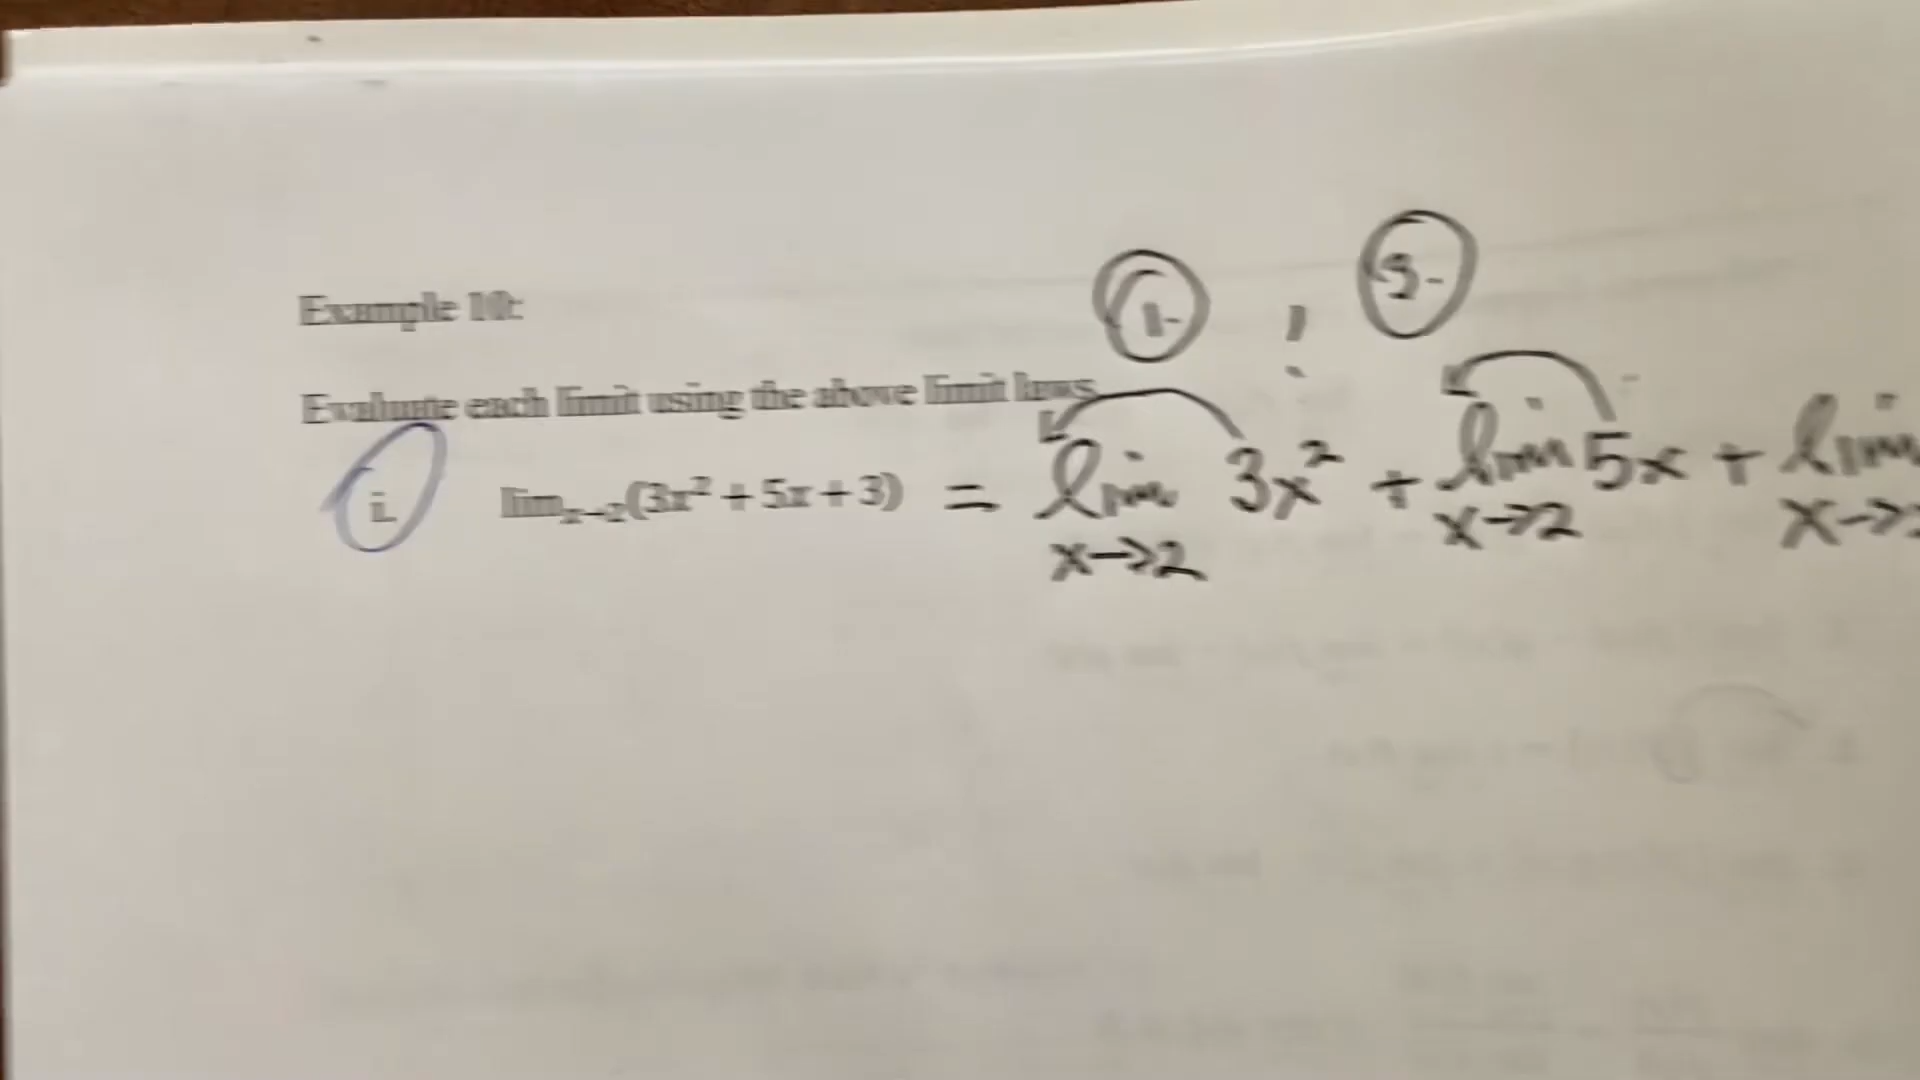 1. , 3.
Example 10:
Evaluate each limit using the above limit laws.
i. lim x→2 (3x² + 5x + 3) = lim x→2 3x² + lim x→2 5x + lim x→